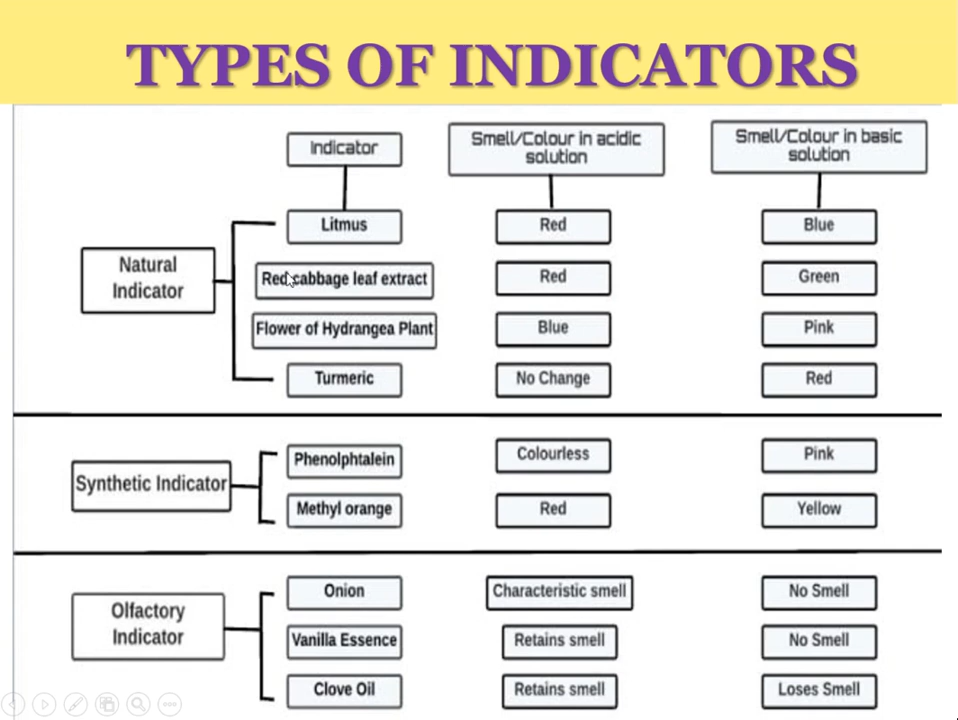 TYPES OF INDICATORS
Indicator
Smell/Colour in acidic
solution
Smell/Colour in basic
solution
Natural
Indicator
Litmus
Red
Blue
Red cabbage leaf extract
Red
Green
Flower of Hydrangea Plant
Blue
Pink
Turmeric
No Change
Red
Synthetic Indicator
Phenolphtalein
Colourless
Pink
Methyl orange
Red
Yellow
Olfactory
Indicator
Onion
Characteristic smell
No Smell
Vanilla Essence
Retains smell
No Smell
Clove Oil
Retains smell
Loses Smell